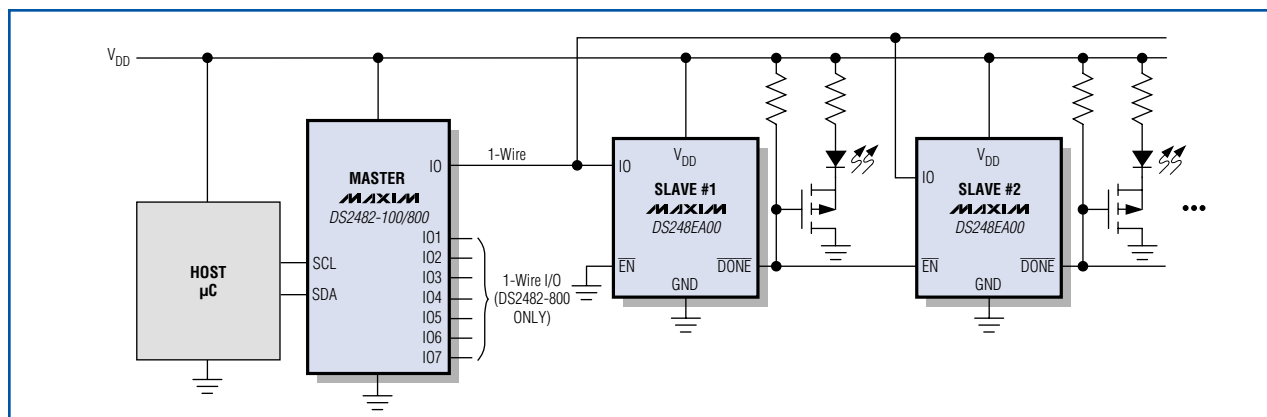 VDD
HOST
µC
MASTER
MAXIM
DS2482-100/800
IO
SCL
SDA
IO1
IO2
IO3
IO4
IO5
IO6
IO7
1-Wire
1-Wire I/O
(DS2482-800
ONLY)
VDD
IO
SLAVE #1
MAXIM
DS248EA00
EN
DONE
GND
VDD
IO
SLAVE #2
MAXIM
DS248EA00
EN
DONE
GND
•••